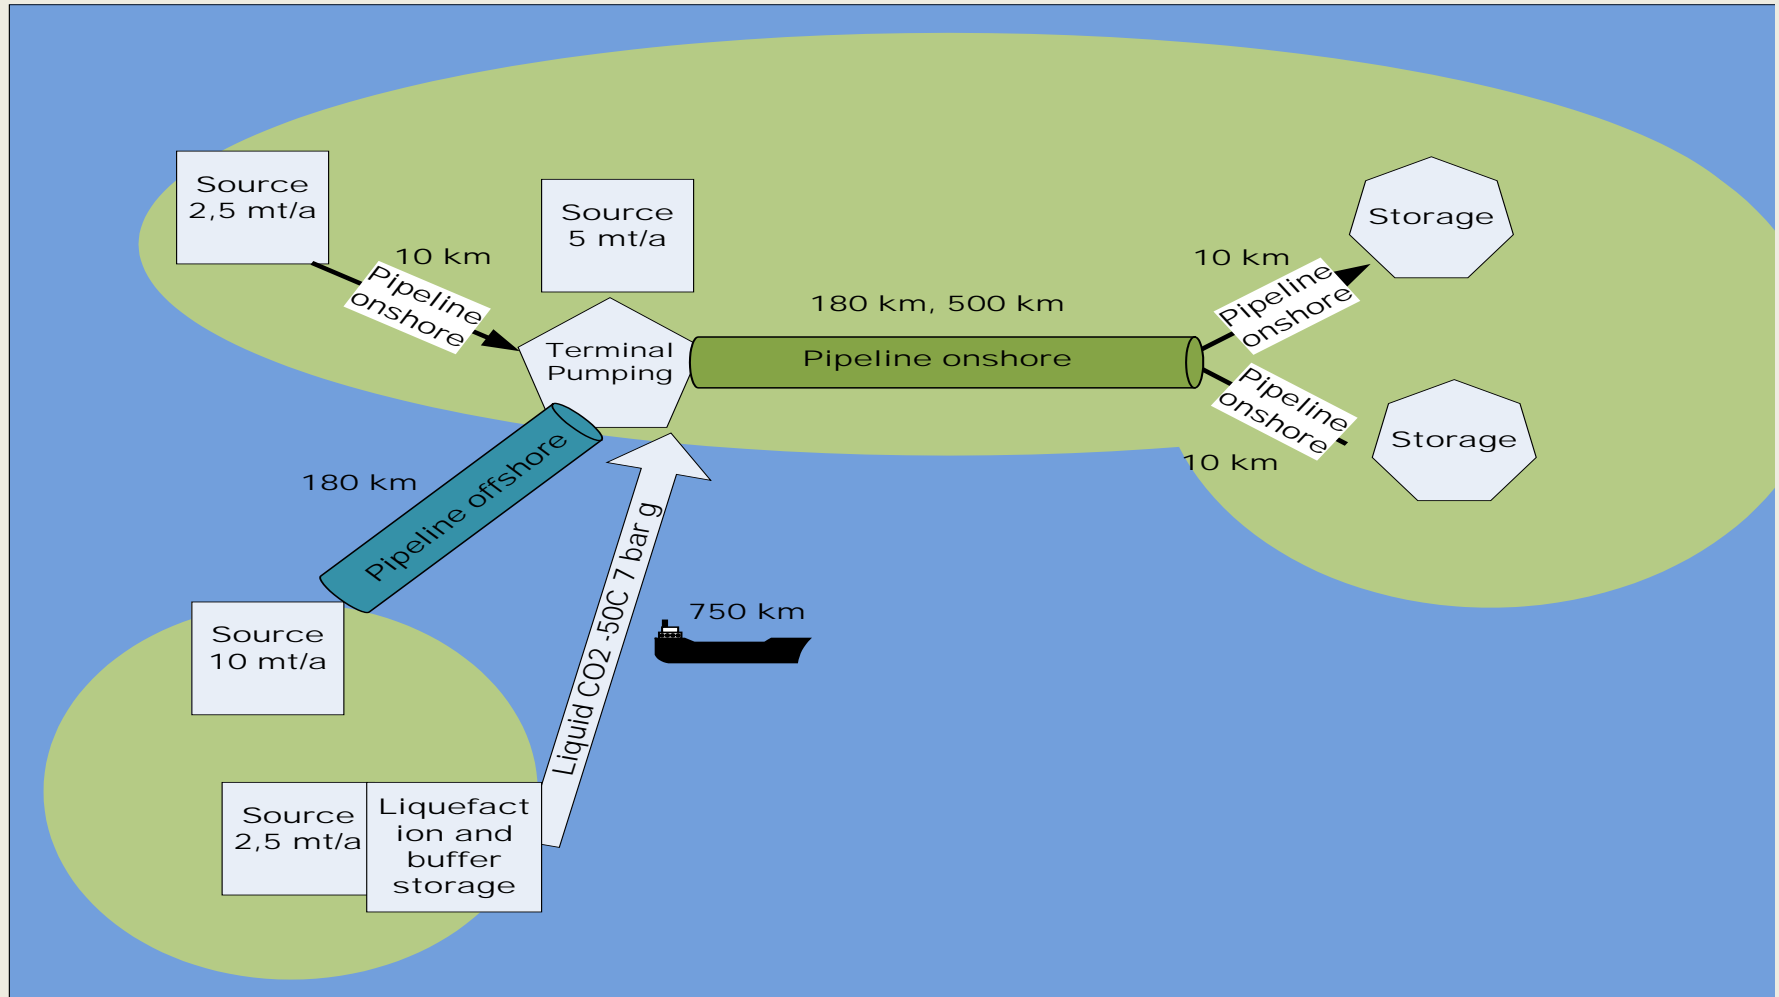 Source
2,5 mt/a
10 km
Pipeline
onshore
Source
5 mt/a
Terminal
Pumping
180 km, 500 km
Pipeline onshore
10 km
Pipeline
onshore
Storage
Pipeline
onshore
10 km
Storage
180 km
Pipeline offshore
Source
10 mt/a
Liquid CO2 -50C 7 bar g
750 km
Source
2,5 mt/a
Liquefact
ion and
buffer
storage